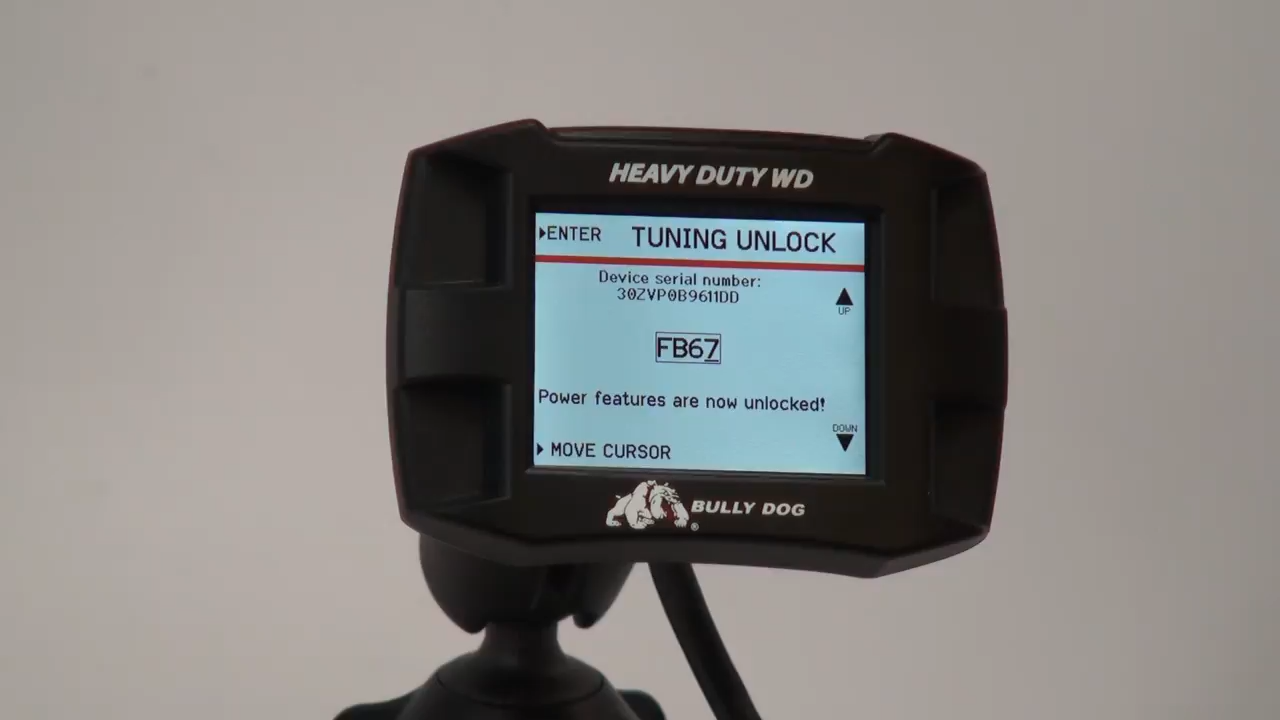 HEAVY DUTY WD
ENTER TUNING UNLOCK
Device serial number:
30ZVP0B9611DD
UP
FB67
Power features are now unlocked!
DOWN
MOVE CURSOR
BULLY DOG
®